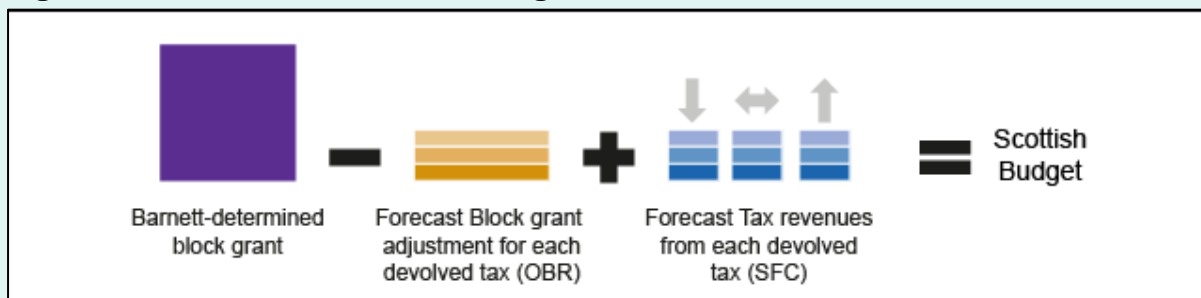 Scottish
Budget
Barnett-determined
block grant
Forecast Block grant
adjustment for each
devolved tax (OBR)
Forecast Tax revenues
from each devolved
tax (SFC)